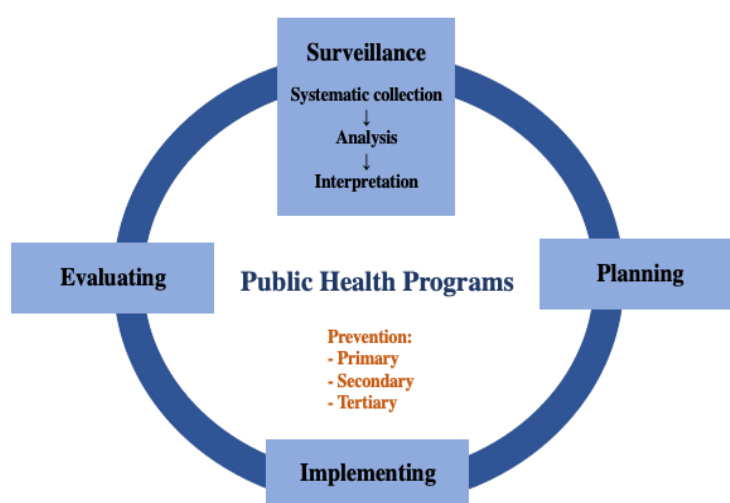 Surveillance
Systematic collection
↓
Analysis
↓
Interpretation
Evaluating
Public Health Programs
Planning
Prevention:
- Primary
- Secondary
- Tertiary
Implementing